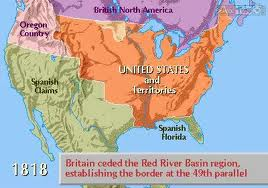 British North America
Oregon
Country
UNITED STATES
and
Territories
Spanish
Claims
Spanish
Florida
1818
Britain ceded the Red River Basin region,
establishing the border at the 49th parallel